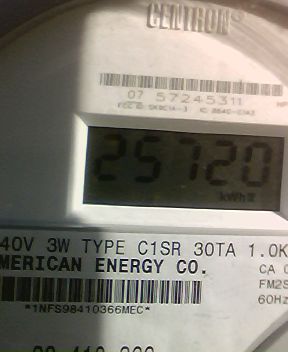 CENTRON®
07 57245311
25720
kWh
40V 3W TYPE C1SR 30TA 1.0K
MERICAN ENERGY CO.
CA 0
FM2S
*1NFS98410366MEC*
60Hz